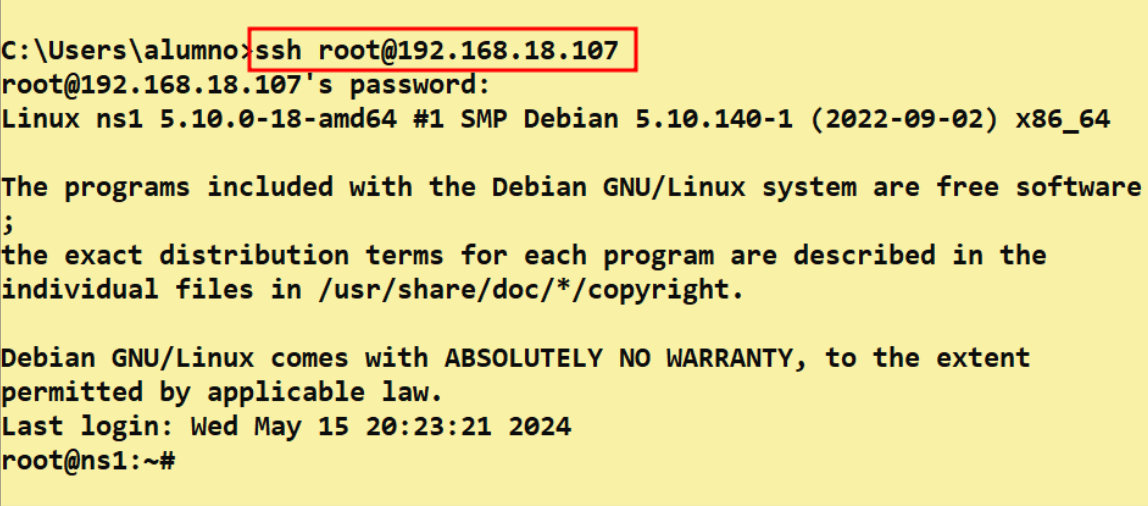 C:\Users\alumno>ssh root@192.168.18.107
root@192.168.18.107's password:
Linux ns1 5.10.0-18-amd64 #1 SMP Debian 5.10.140-1 (2022-09-02) x86_64
The programs included with the Debian GNU/Linux system are free software
;
the exact distribution terms for each program are described in the
individual files in /usr/share/doc/*/copyright.
Debian GNU/Linux comes with ABSOLUTELY NO WARRANTY, to the extent
permitted by applicable law.
Last login: Wed May 15 20:23:21 2024
root@ns1:~#